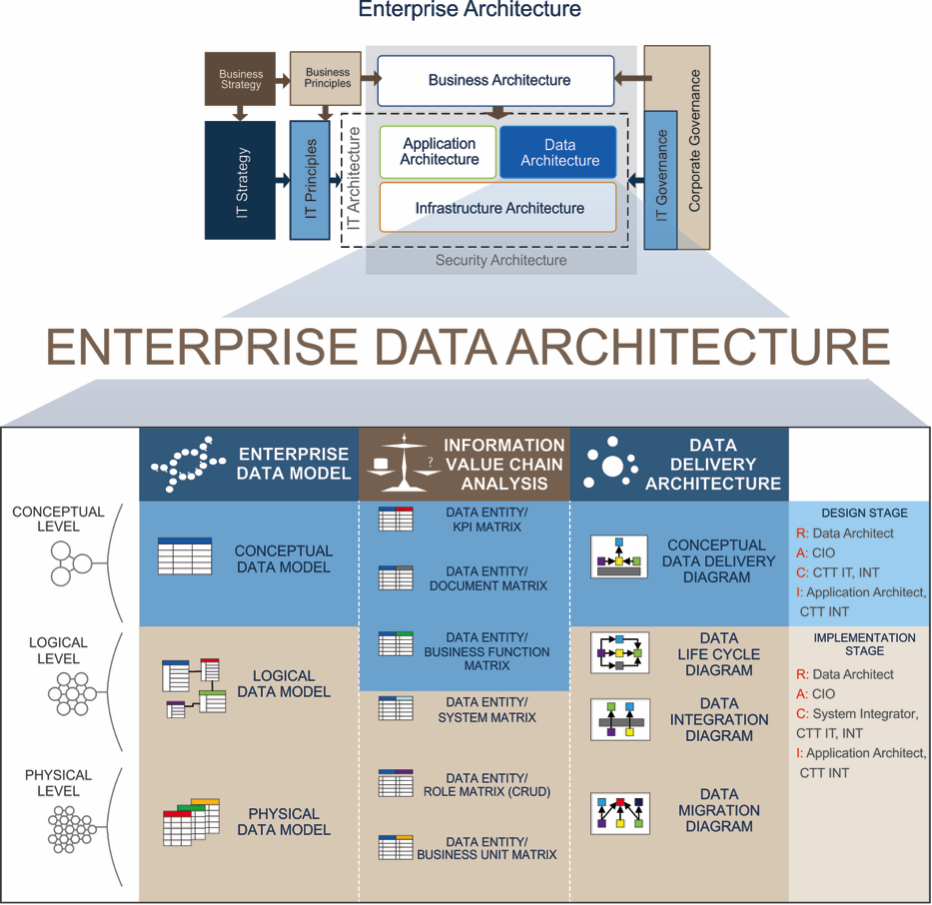 Enterprise Architecture
Business
Strategy
Business
Principles
Business Architecture
IT Strategy
IT Principles
IT Architecture
Application
Architecture
Data
Architecture
Infrastructure Architecture
Security Architecture
IT Governance
Corporate Governance
ENTERPRISE DATA ARCHITECTURE
ENTERPRISE
DATA MODEL
?
INFORMATION
VALUE CHAIN
ANALYSIS
DATA
DELIVERY
ARCHITECTURE
CONCEPTUAL
LEVEL
CONCEPTUAL
DATA MODEL
DATA ENTITY/
KPI MATRIX
DATA ENTITY/
DOCUMENT MATRIX
DATA ENTITY/
BUSINESS FUNCTION
MATRIX
CONCEPTUAL
DATA DELIVERY
DIAGRAM
DESIGN STAGE
R: Data Architect
A: CIO
C: CTT IT, INT
I: Application Architect,
CTT INT
LOGICAL
LEVEL
LOGICAL
DATA MODEL
DATA ENTITY/
SYSTEM MATRIX
DATA
LIFE CYCLE
DIAGRAM
DATA
INTEGRATION
DIAGRAM
IMPLEMENTATION
STAGE
R: Data Architect
A: CIO
C: System Integrator,
CTT IT, INT
I: Application Architect,
CTT INT
PHYSICAL
LEVEL
PHYSICAL
DATA MODEL
DATA ENTITY/
ROLE MATRIX (CRUD)
DATA ENTITY/
BUSINESS UNIT MATRIX
DATA
MIGRATION
DIAGRAM